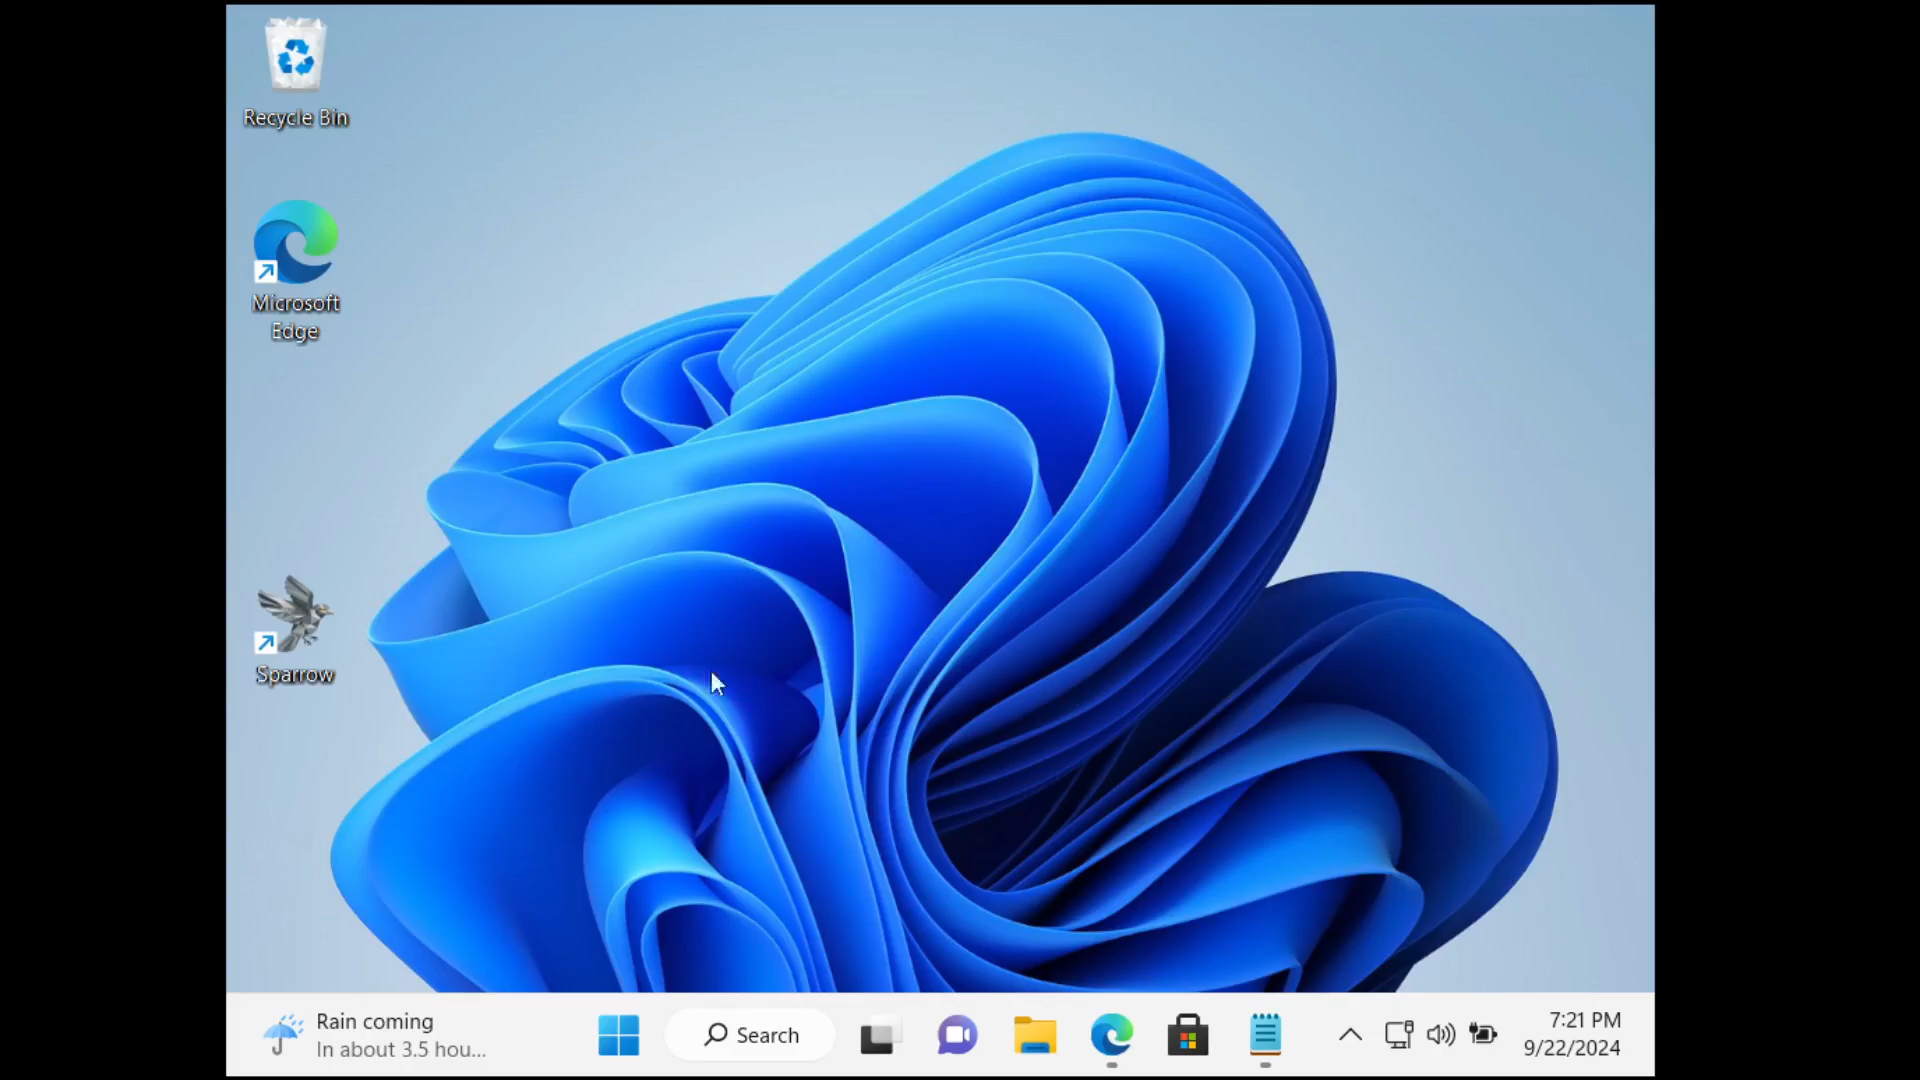 Recycle Bin
Microsoft
Edge
Sparrow
Rain coming
In about 3.5 hou...
Search
7:21 PM
9/22/2024